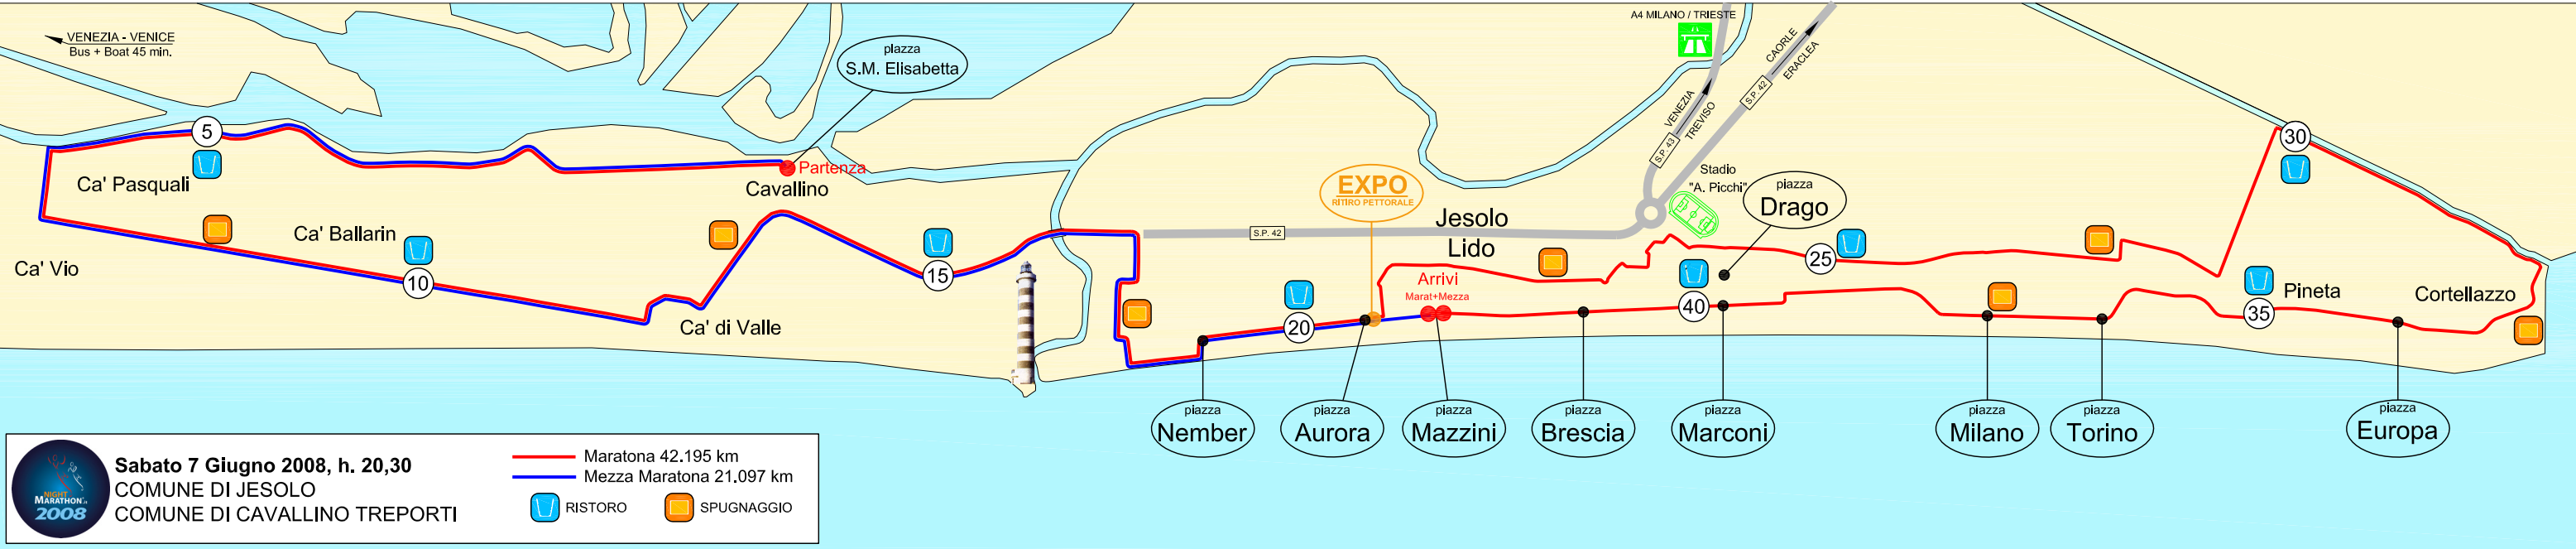 VENEZIA - VENICE
Bus + Boat 45 min.
piazza
S.M. Elisabetta
A4 MILANO / TRIESTE
CAORLE
ERACLEA
S.P. 42
VENEZIA
TREVISO
S.P. 43
5
Partenza
Cavallino
Ca' Pasquali
Ca' Ballarin
Ca' Vio
10
Ca' di Valle
15
EXPO
RITIRO PETTORALE
S.P. 42
Jesolo
Lido
Stadio
"A. Picchi"
piazza
Drago
30
25
Arrivi
Marat+Mezza
20
40
35
Pineta
Cortellazzo
piazza
Nember
piazza
Aurora
piazza
Mazzini
piazza
Brescia
piazza
Marconi
piazza
Milano
piazza
Torino
piazza
Europa
NIGHT
MARATHON
2008
Sabato 7 Giugno 2008, h. 20,30
COMUNE DI JESOLO
COMUNE DI CAVALLINO TREPORTI
Maratona 42.195 km
Mezza Maratona 21.097 km
RISTORO
SPUGNAGGIO